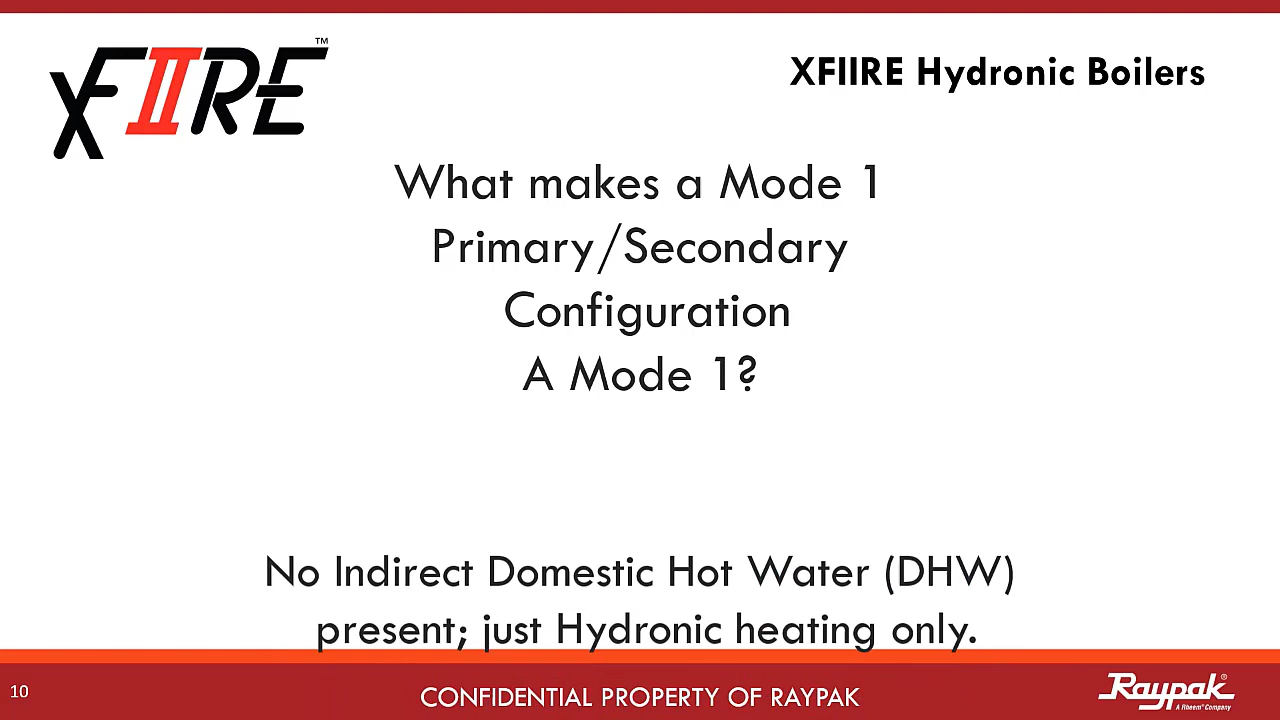 xFIIRE™
XFIIRE Hydronic Boilers
What makes a Mode 1
Primary/Secondary
Configuration
A Mode 1?
No Indirect Domestic Hot Water (DHW)
present; just Hydronic heating only.
10
CONFIDENTIAL PROPERTY OF RAYPAK
Raypak®
A Rheem® Company